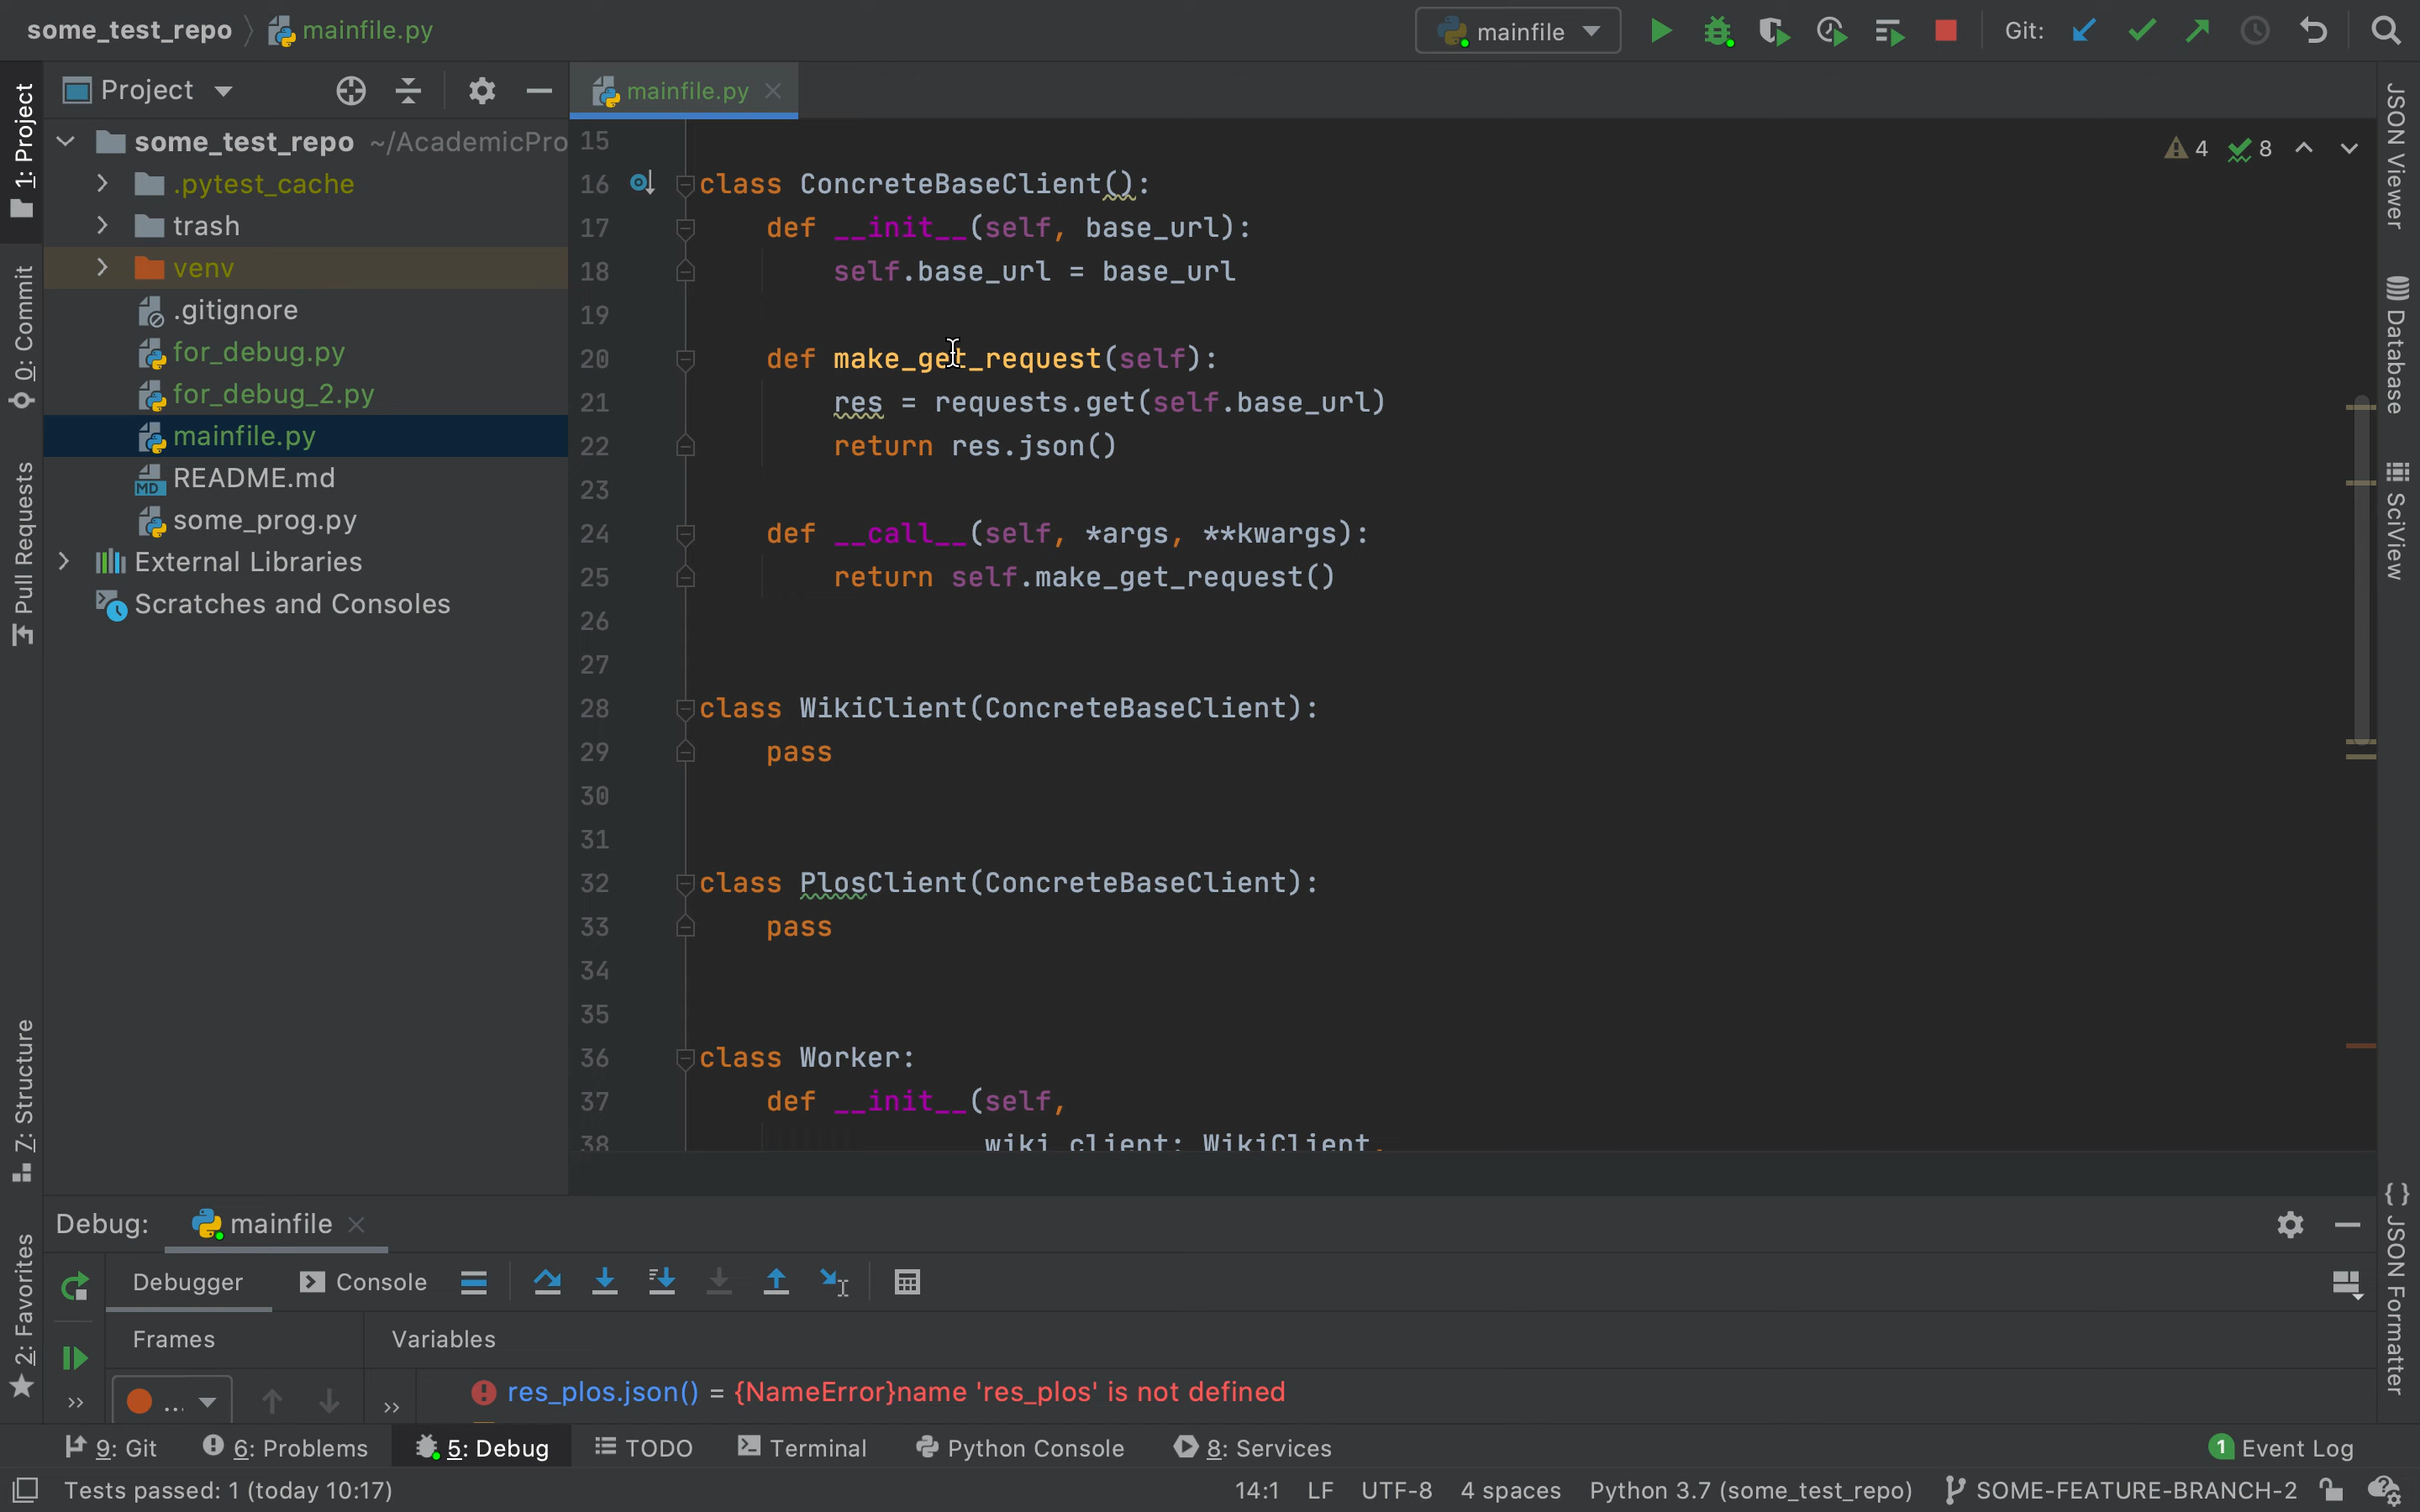 some_test_repo mainfile.py mainfile Git:
1: Project
0: Commit
Pull Requests
Z: Structure
2: Favorites
Project
some_test_repo ~/AcademicPro
.pytest_cache
trash
venv
.gitignore
for_debug.py
for_debug_2.py
mainfile.py
README.md
some_prog.py
External Libraries
Scratches and Consoles
mainfile.py
4 8
15
16 class ConcreteBaseClient():
17 def __init__(self, base_url):
18 self.base_url = base_url
19
20 def make_get_request(self):
21 res = requests.get(self.base_url)
22 return res.json()
23
24 def __call__(self, *args, **kwargs):
25 return self.make_get_request()
26
27
28 class WikiClient(ConcreteBaseClient):
29 pass
30
31
32 class PlosClient(ConcreteBaseClient):
33 pass
34
35
36 class Worker:
37 def __init__(self,
38 wiki_client: WikiClient,
JSON Viewer
Database
SciView
JSON Formatter
Debug: mainfile
Debugger Console
Frames Variables
... res_plos.json() = {NameError}name 'res_plos' is not defined
9: Git 6: Problems 5: Debug TODO Terminal Python Console 8: Services 1 Event Log
Tests passed: 1 (today 10:17) 14:1 LF UTF-8 4 spaces Python 3.7 (some_test_repo) SOME-FEATURE-BRANCH-2